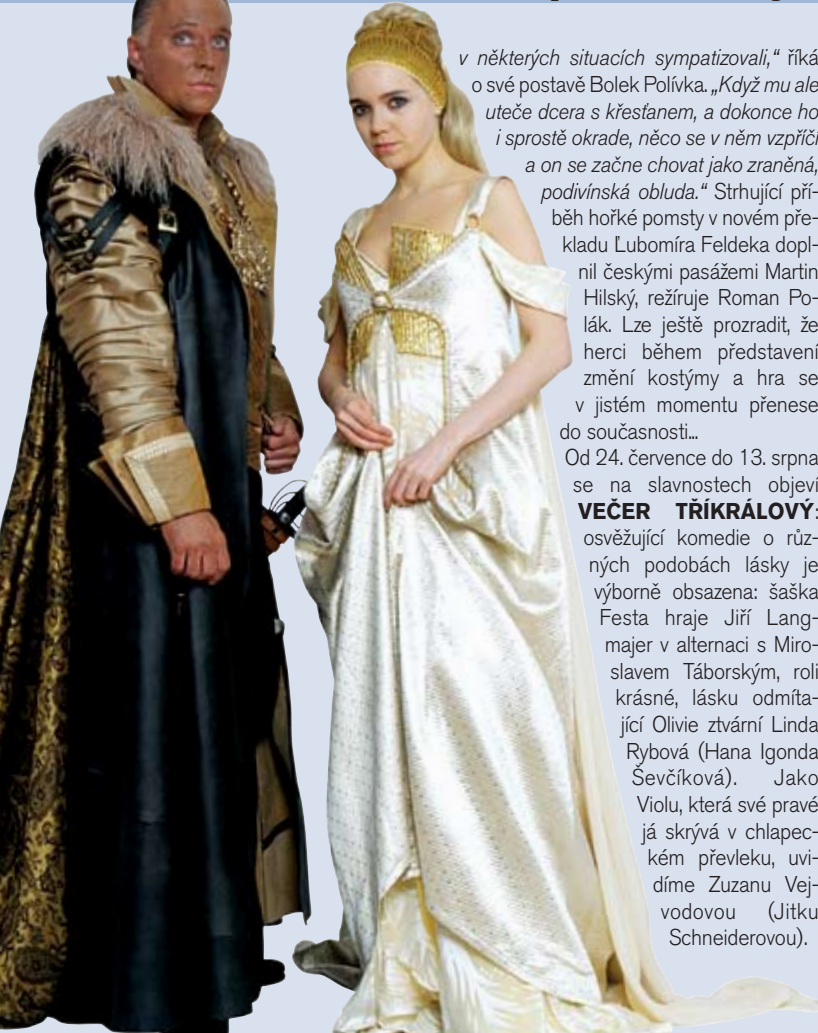 v některých situacích sympatizovali,“ říká
o své postavě Bolek Polívka. „Když mu ale
uteče dcera s křesťanem, a dokonce ho
i sprostě okrade, něco se v něm vzpříčí
a on se začne chovat jako zraněná,
podivínská obluda.“ Strhující pří-
běh hořké pomsty v novém pře-
kladu Ľubomíra Feldeka dopl-
nil českými pasážemi Martin
Hilský, režíruje Roman Po-
lák. Lze ještě prozradit, že
herci během představení
změní kostýmy a hra se
v jistém momentu přenese
do současnosti...
Od 24. července do 13. srpna
se na slavnostech objeví
VEČER TŘÍKRÁLOVÝ:
osvěžující komedie o růz-
ných podobách lásky je
výborně obsazena: šaška
Festa hraje Jiří Lang-
majer v alternaci s Miro-
slavem Táborským, roli
krásné, lásku odmíta-
jící Olivie ztvární Linda
Rybová (Hana Igonda
Ševčíková). Jako
Violu, která své pravé
já skrývá v chlapec-
kém převleku, uvi-
díme Zuzanu Vej-
vodovou (Jitku
Schneiderovou).